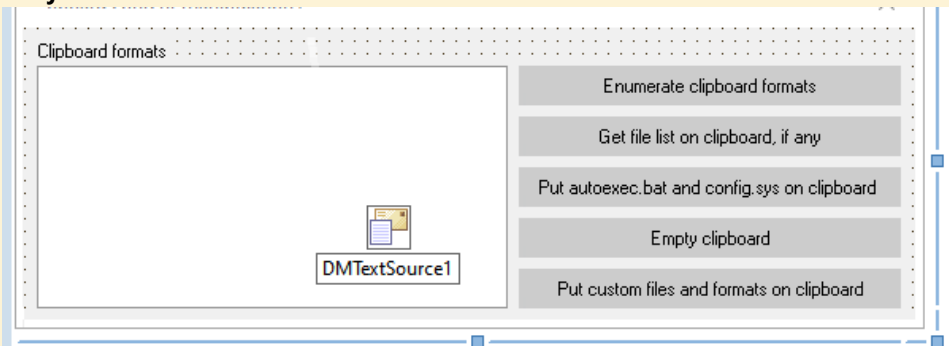 Clipboard formats
Enumerate clipboard formats
Get file list on clipboard, if any
Put autoexec.bat and config.sys on clipboard
Empty clipboard
DMTextSource1
Put custom files and formats on clipboard